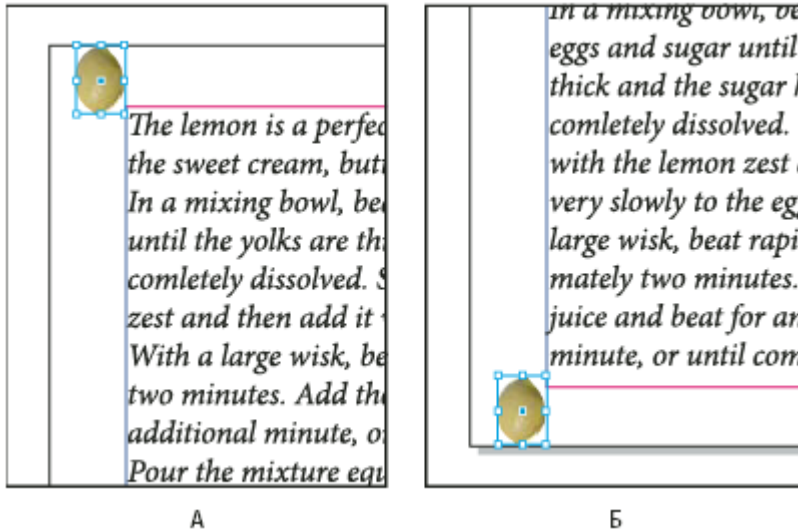 The lemon is a perfec
the sweet cream, but
In a mixing bowl, be
until the yolks are th
comletely dissolved. S
zest and then add it
With a large wisk, be
two minutes. Add the
additional minute, o
Pour the mixture equ
In a mixing bowl, be
eggs and sugar until
thick and the sugar
comletely dissolved.
with the lemon zest
very slowly to the eg
large wisk, beat rapi
mately two minutes.
juice and beat for an
minute, or until com
А
Б